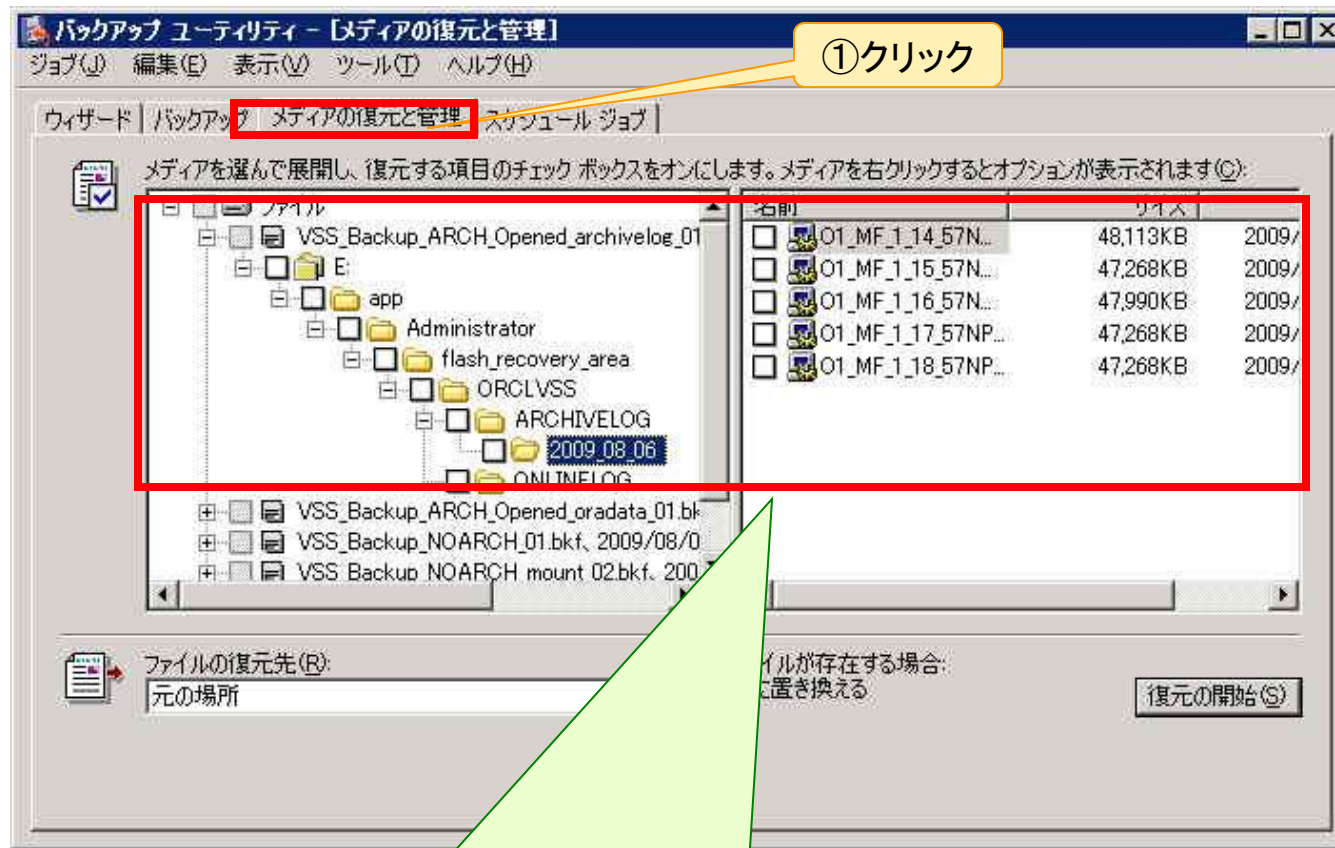 バックアップ ユーティリティ - [メディアの復元と管理]
①クリック
ジョブ(J) 編集(E) 表示(V) ツール(T) ヘルプ(H)
ウィザード バックアップ メディアの復元と管理 スケジュール ジョブ
メディアを選んで展開し、復元する項目のチェック ボックスをオンにします。メディアを右クリックするとオプションが表示されます(C):
ファイル
VSS_Backup_ARCH_Opened_archivelog_01
E:
app
Administrator
flash_recovery_area
ORCLVSS
ARCHIVELOG
2009_08_06
ONLINELOG
VSS_Backup_ARCH_Opened_oradata_01.bk
VSS_Backup_NOARCH_01.bkf、2009/08/0
VSS_Backup_NOARCH_mount_02.bkf、200
名前 サイズ
O1_MF_1_14_57N... 48,113KB 2009/
O1_MF_1_15_57N... 47,268KB 2009/
O1_MF_1_16_57N... 47,990KB 2009/
O1_MF_1_17_57NP... 47,268KB 2009/
O1_MF_1_18_57NP... 47,268KB 2009/
ファイルの復元先(R):
元の場所
イルが存在する場合:
に置き換える
復元の開始(S)